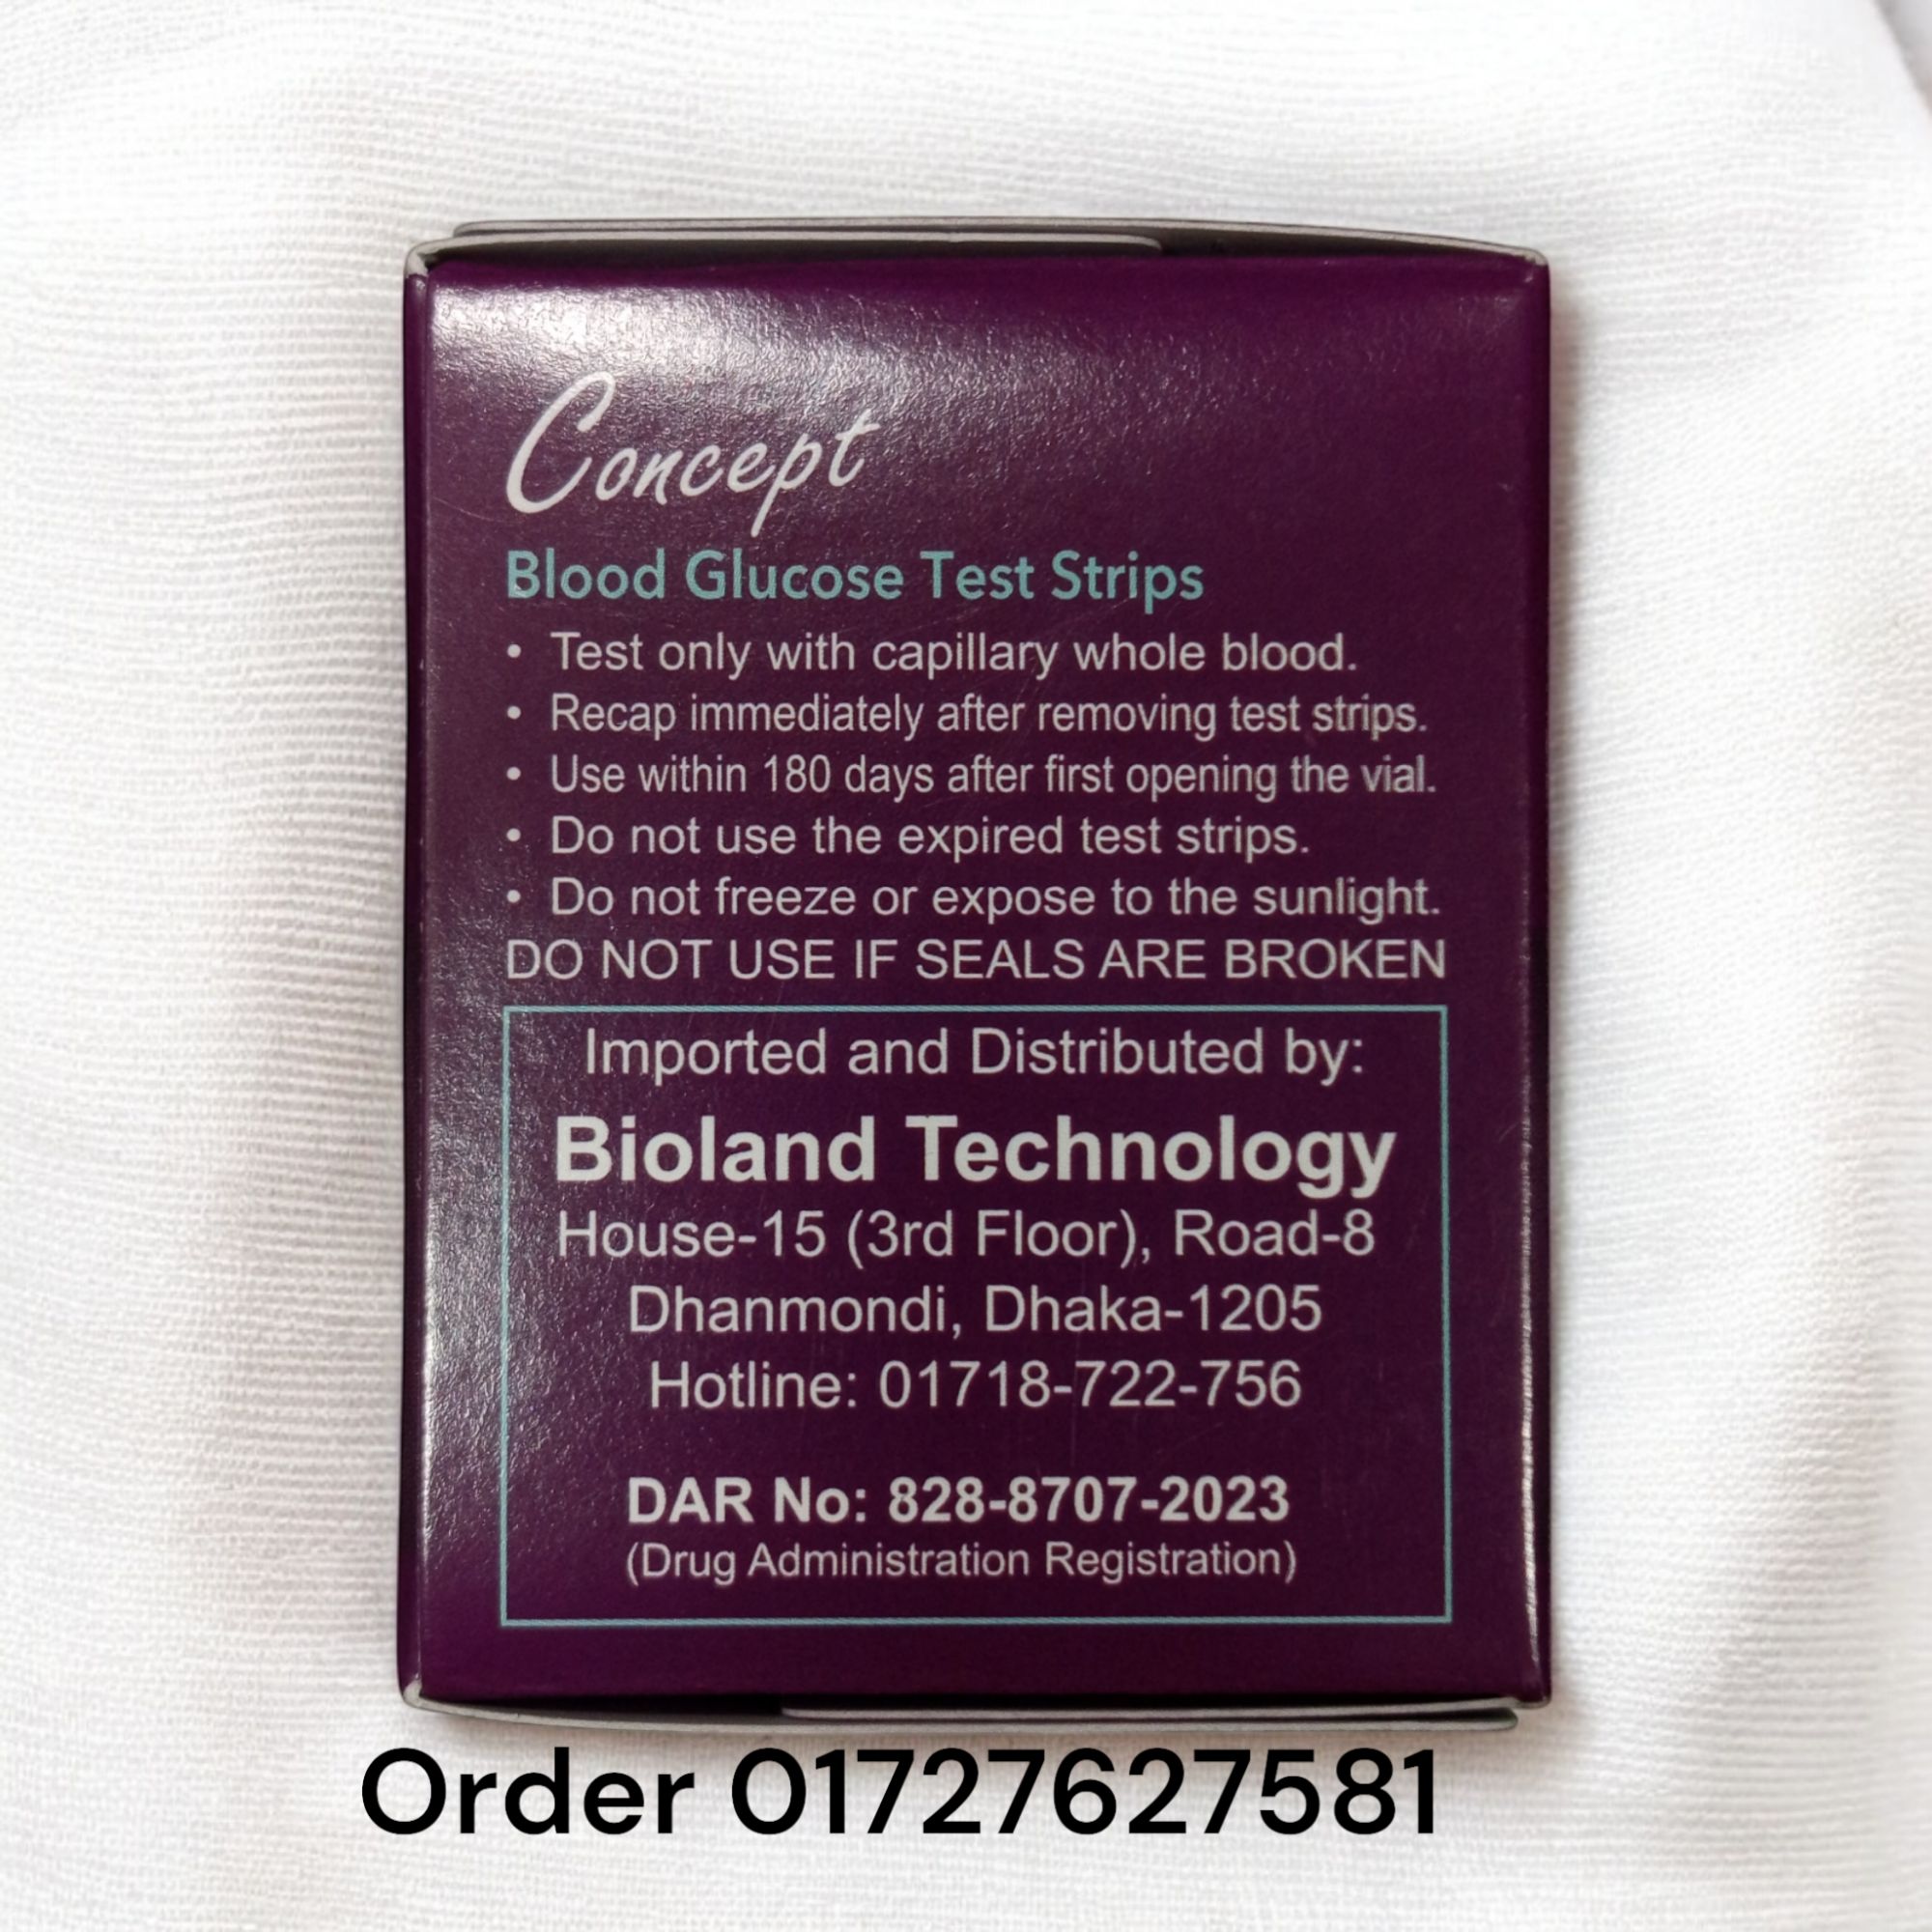 Concept
Blood Glucose Test Strips
• Test only with capillary whole blood.
• Recap immediately after removing test strips.
• Use within 180 days after first opening the vial.
• Do not use the expired test strips.
• Do not freeze or expose to the sunlight.
DO NOT USE IF SEALS ARE BROKEN
Imported and Distributed by:
Bioland Technology
House-15 (3rd Floor), Road-8
Dhanmondi, Dhaka-1205
Hotline: 01718-722-756
DAR No: 828-8707-2023
(Drug Administration Registration)
Order 01727627581